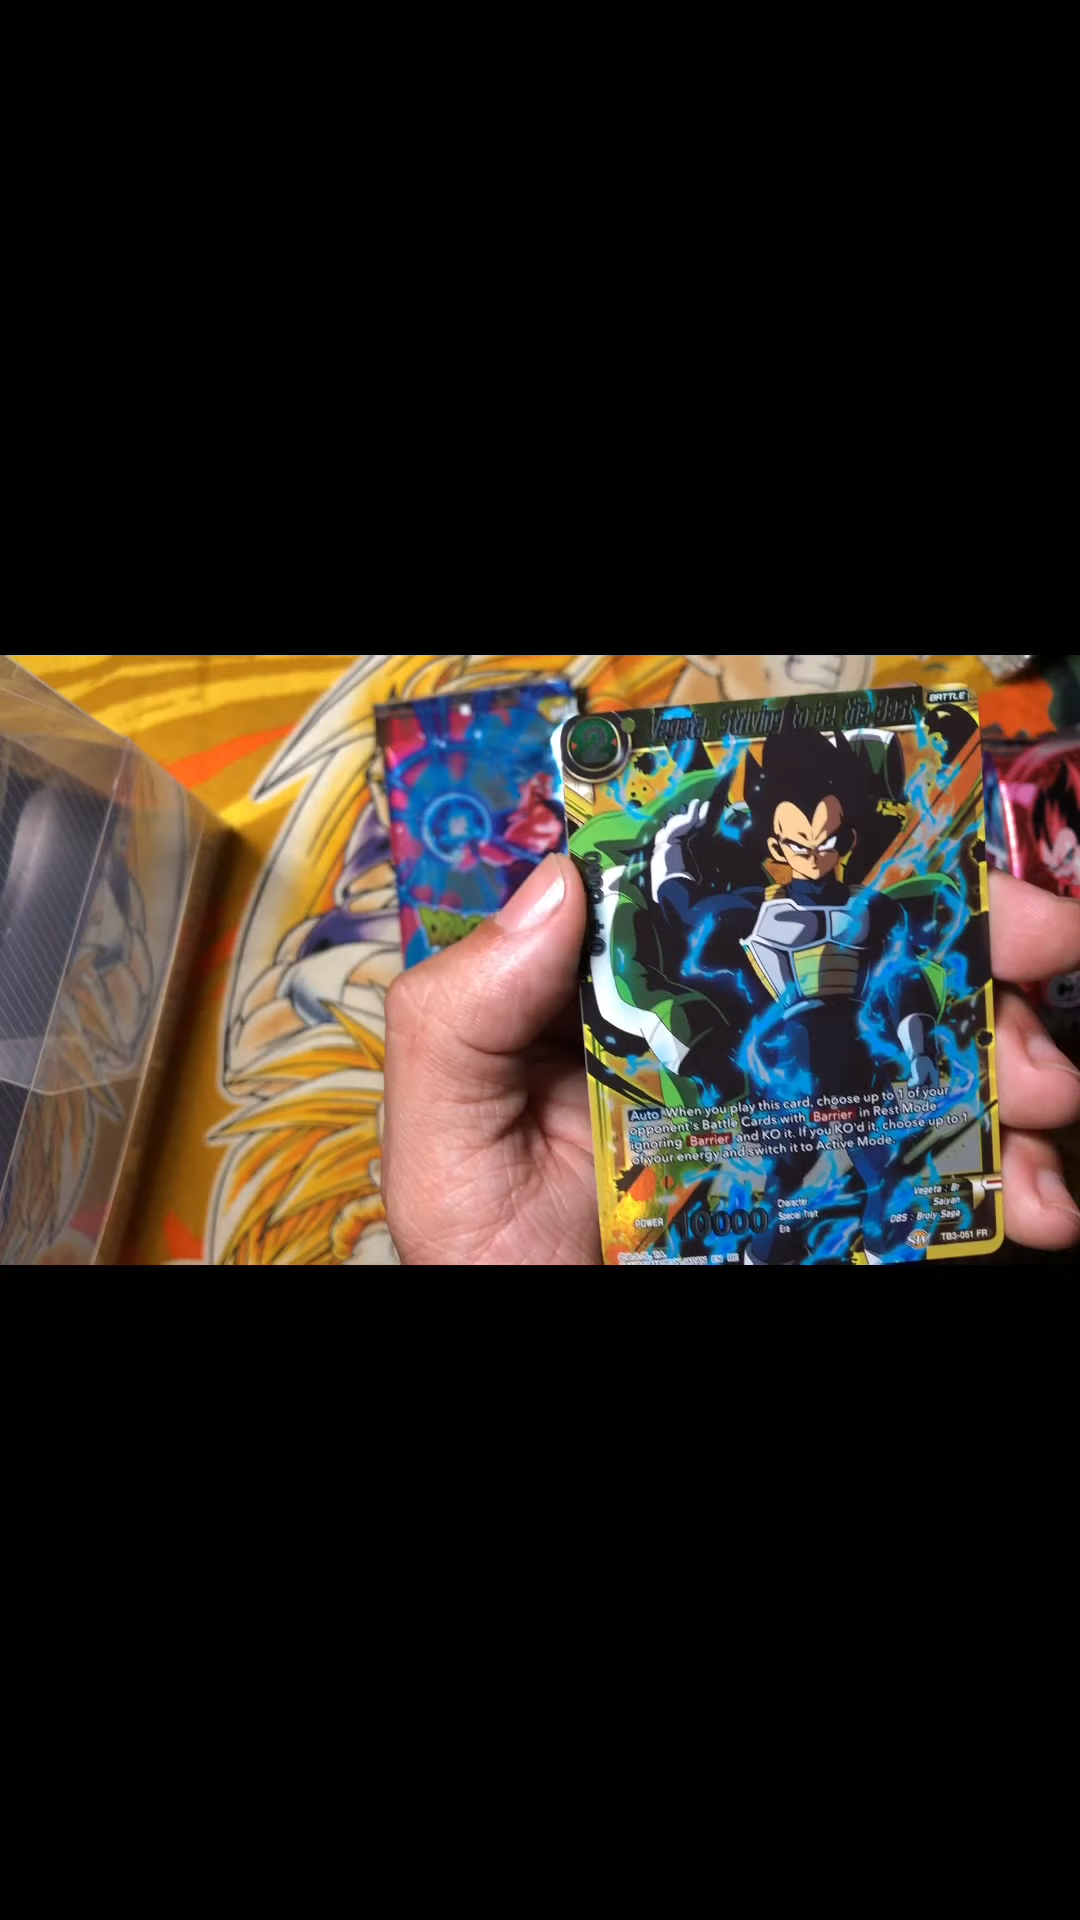 BATTLE
2
Vegeta, Striving to be the Best
Auto When you play this card, choose up to 1 of your
opponent's Battle Cards with Barrier in Rest Mode
ignoring Barrier and KO it. If you KO'd it, choose up to 1
of your energy and switch it to Active Mode.
POWER 10000
Character Vegeta : Br
Special Trait Saiyan
Era DBS : Broly Saga
TB3-051 FR